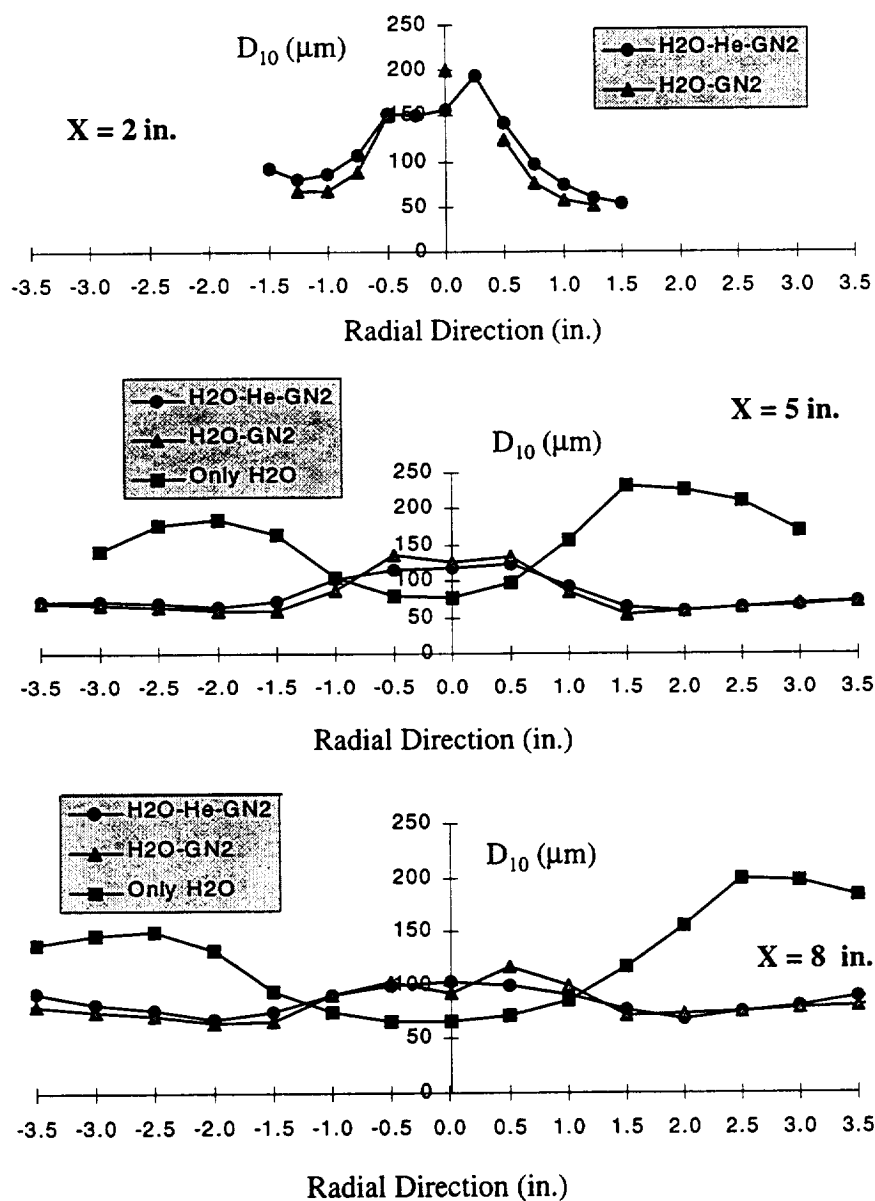 D10 (μm)
250
200
150
100
50
0
H2O-He-GN2
H2O-GN2
X = 2 in.
-3.5 -3.0 -2.5 -2.0 -1.5 -1.0 -0.5 0.0 0.5 1.0 1.5 2.0 2.5 3.0 3.5
Radial Direction (in.)
H2O-He-GN2
H2O-GN2
Only H2O
X = 5 in.
D10 (μm)
250
200
150
100
50
0
-3.5 -3.0 -2.5 -2.0 -1.5 -1.0 -0.5 0.0 0.5 1.0 1.5 2.0 2.5 3.0 3.5
Radial Direction (in.)
H2O-He-GN2
H2O-GN2
Only H2O
250
200
150
100
50
0
D10 (μm)
X = 8 in.
-3.5 -3.0 -2.5 -2.0 -1.5 -1.0 -0.5 0.0 0.5 1.0 1.5 2.0 2.5 3.0 3.5
Radial Direction (in.)